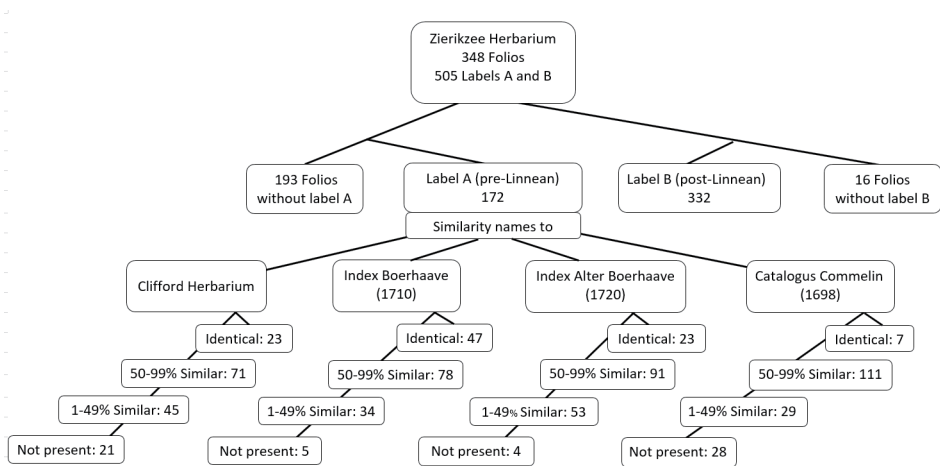 Zierikzee Herbarium
348 Folios
505 Labels A and B
193 Folios
without label A
Label A (pre-Linnean)
172
Label B (post-Linnean)
332
16 Folios
without label B
Similarity names to
Clifford Herbarium
Index Boerhaave
(1710)
Index Alter Boerhaave
(1720)
Catalogus Commelin
(1698)
Identical: 23
Identical: 47
Identical: 23
Identical: 7
50-99% Similar: 71
50-99% Similar: 78
50-99% Similar: 91
50-99% Similar: 111
1-49% Similar: 45
1-49% Similar: 34
1-49% Similar: 53
1-49% Similar: 29
Not present: 21
Not present: 5
Not present: 4
Not present: 28